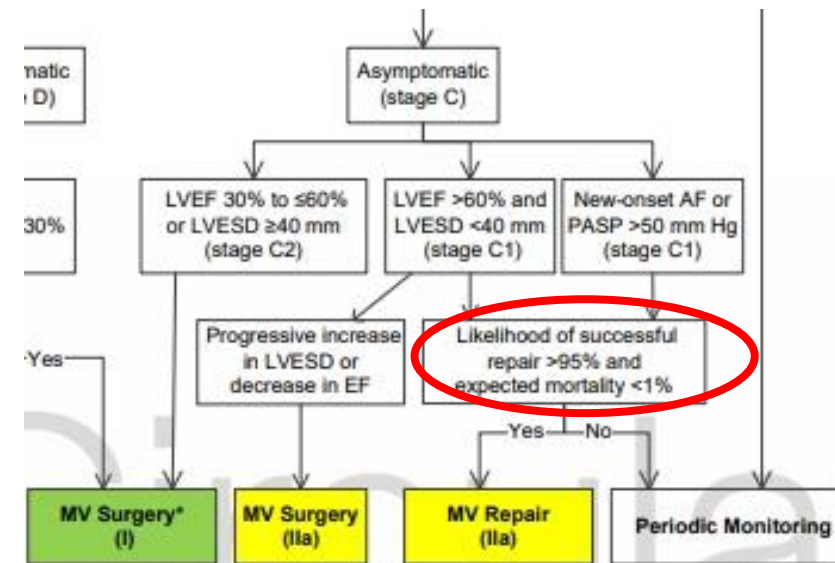 Asymptomatic
(stage C)
D)
LVEF 30% to ≤60%
or LVESD ≥40 mm
(stage C2)
LVEF >60% and
LVESD <40 mm
(stage C1)
New-onset AF or
PASP >50 mm Hg
(stage C1)
30%
Progressive increase
in LVESD or
decrease in EF
Likelihood of successful
repair >95% and
expected mortality <1%
Yes
Yes
No
MV Surgery*
(I)
MV Surgery
(IIa)
MV Repair
(IIa)
Periodic Monitoring